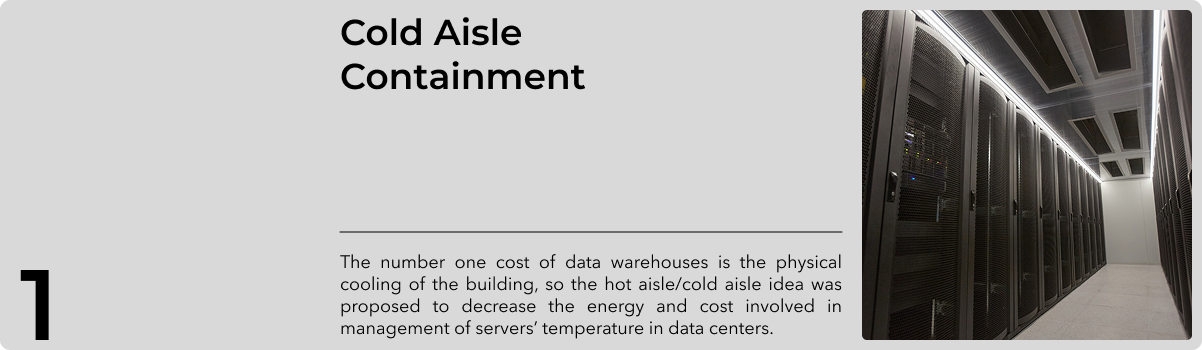 Cold Aisle
Containment
The number one cost of data warehouses is the physical
cooling of the building, so the hot aisle/cold aisle idea was
proposed to decrease the energy and cost involved in
management of servers’ temperature in data centers.
1